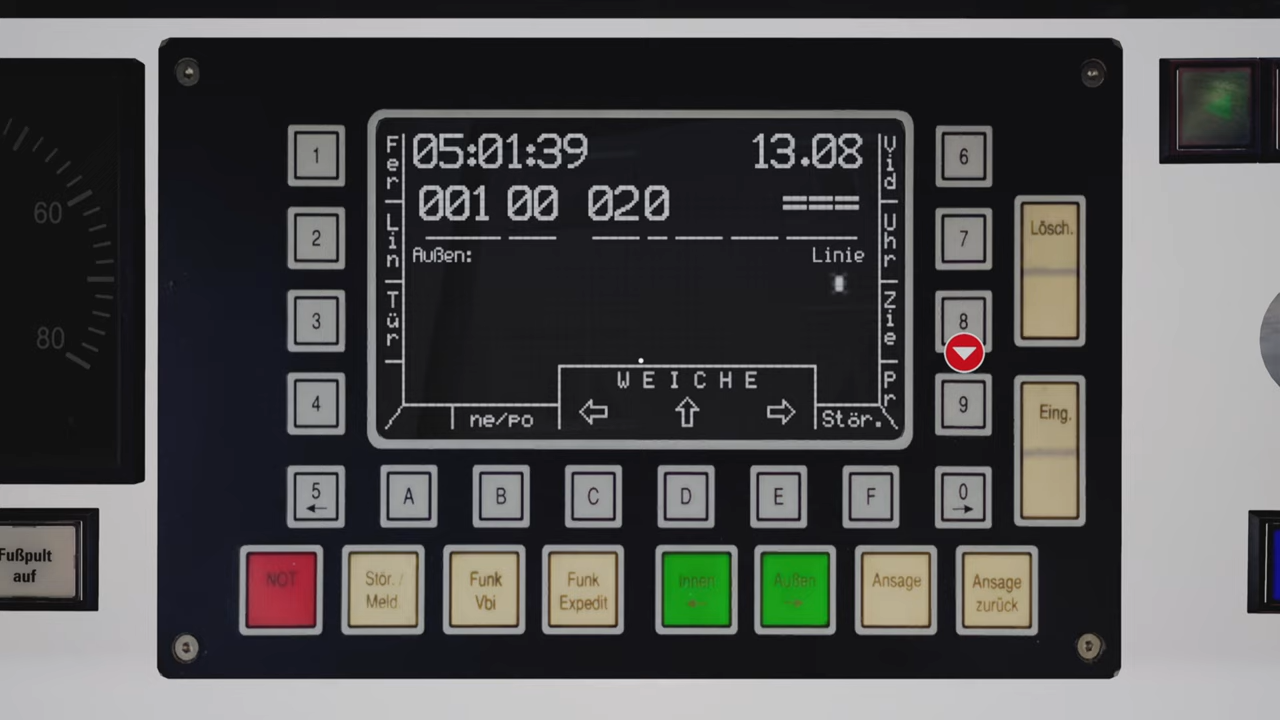 05:01:39 13.08
001 00 020 ===
Außen: Linie
Fer
Lin
Tür
Vid
Uhr
Zie
Pr
WEICHE
ne/po
Stör.
1
2
3
4
5
6
7
8
9
0
A B C D E F
Lösch.
Eing.
NOT
Stör./
Meld.
Funk
Vbi
Funk
Expedit
Innen
Außen
Ansage
Ansage
zurück
60
80
Fußpult
auf